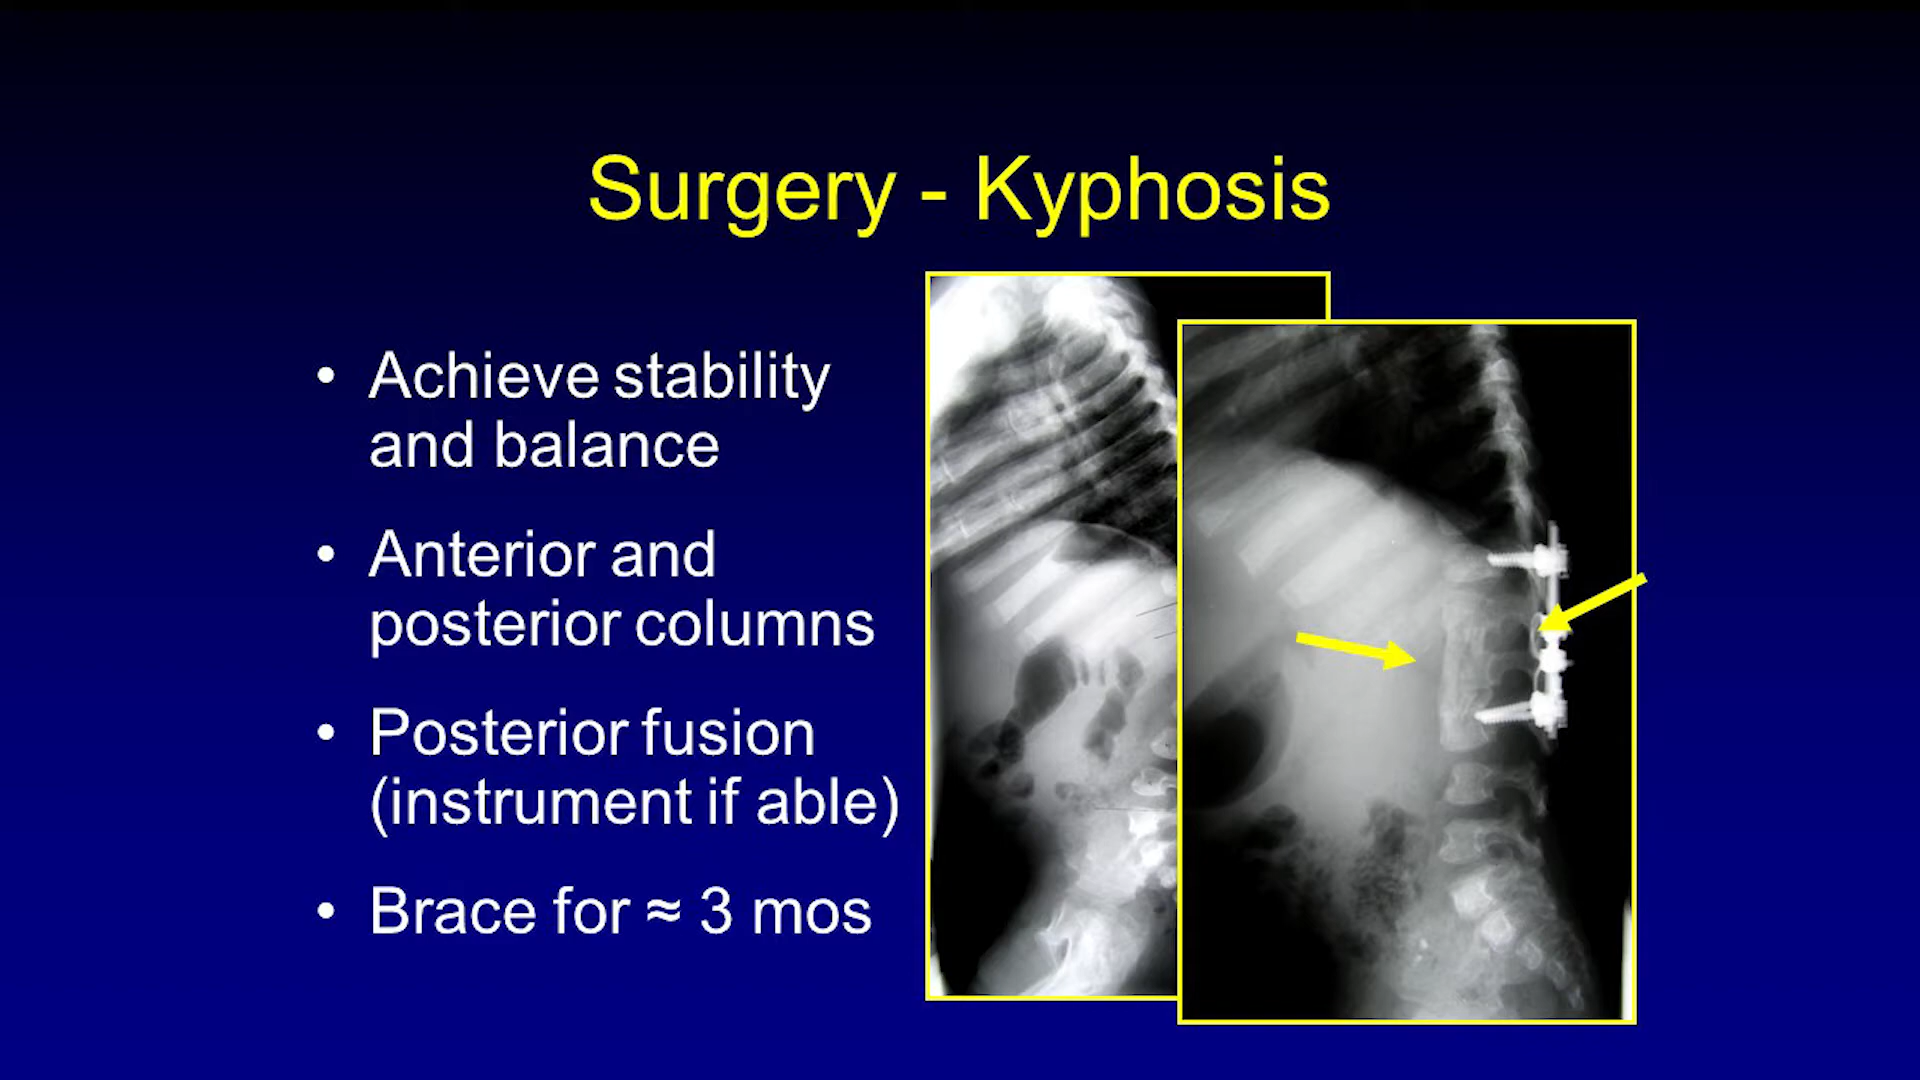 Surgery - Kyphosis
• Achieve stability
and balance
• Anterior and
posterior columns
• Posterior fusion
(instrument if able)
• Brace for ≈ 3 mos